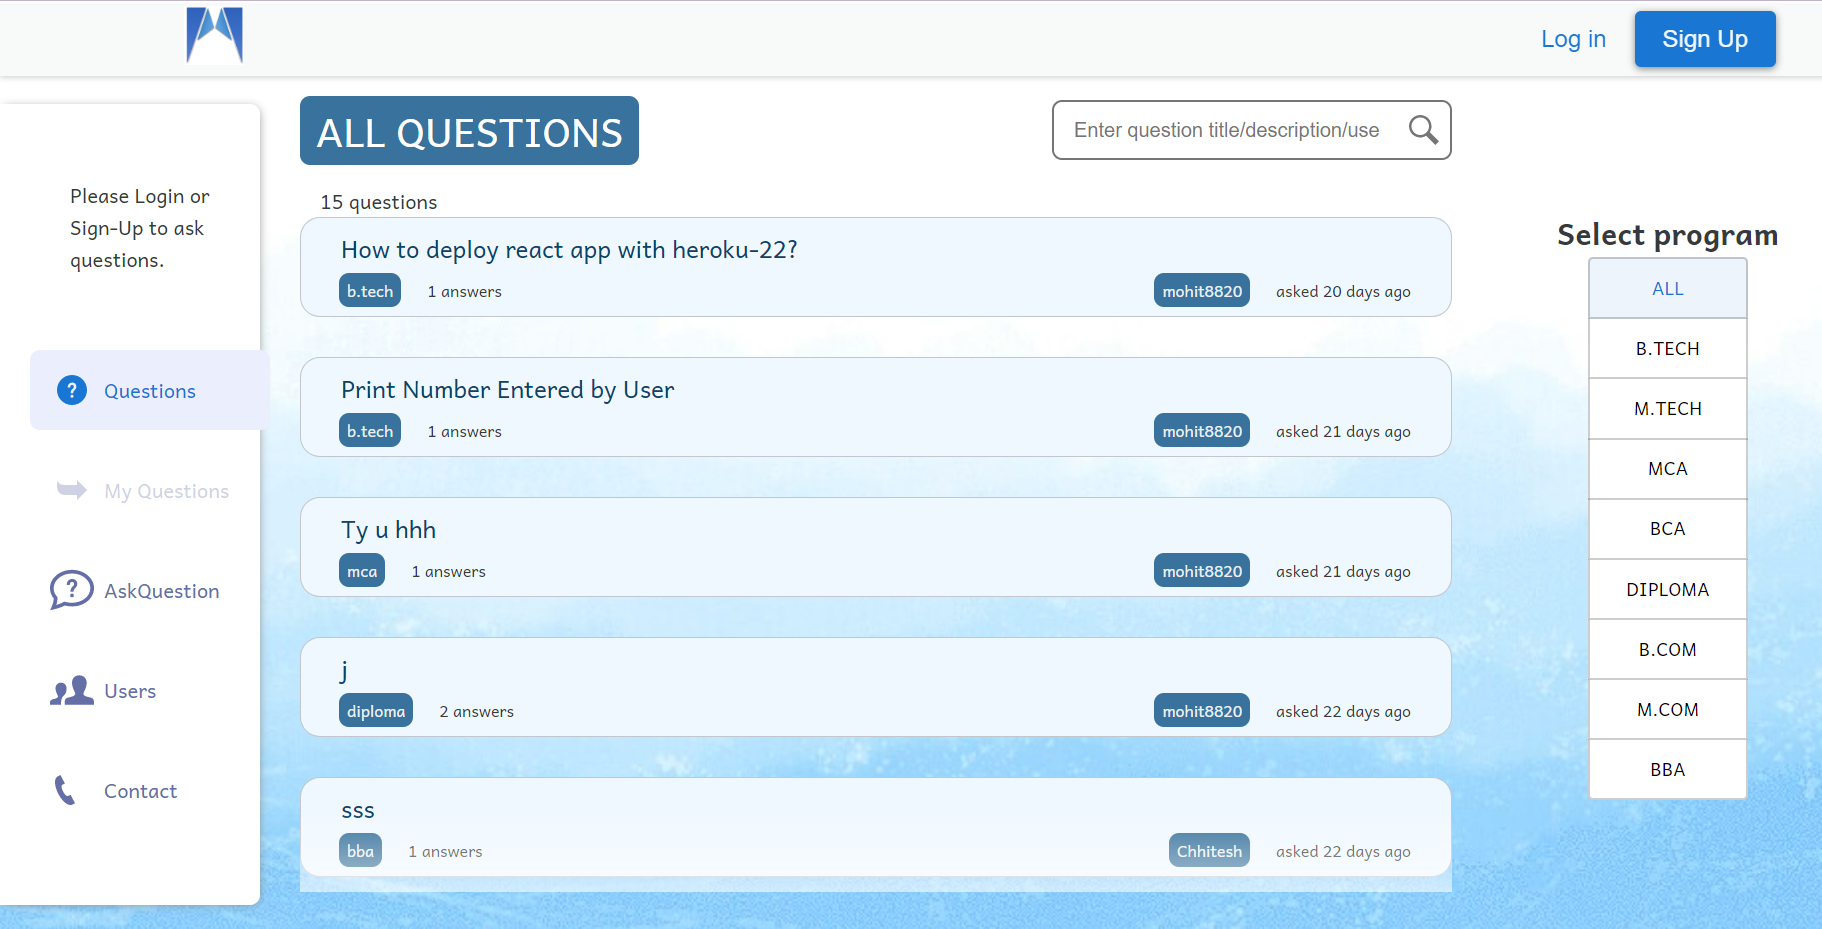 Log in
Sign Up
Please Login or
Sign-Up to ask
questions.
Questions
My Questions
AskQuestion
Users
Contact
ALL QUESTIONS
Enter question title/description/use
15 questions
How to deploy react app with heroku-22?
b.tech 1 answers mohit8820 asked 20 days ago
Print Number Entered by User
b.tech 1 answers mohit8820 asked 21 days ago
Ty u hhh
mca 1 answers mohit8820 asked 21 days ago
j
diploma 2 answers mohit8820 asked 22 days ago
sss
bba 1 answers Chhitesh asked 22 days ago
Select program
ALL
B.TECH
M.TECH
MCA
BCA
DIPLOMA
B.COM
M.COM
BBA